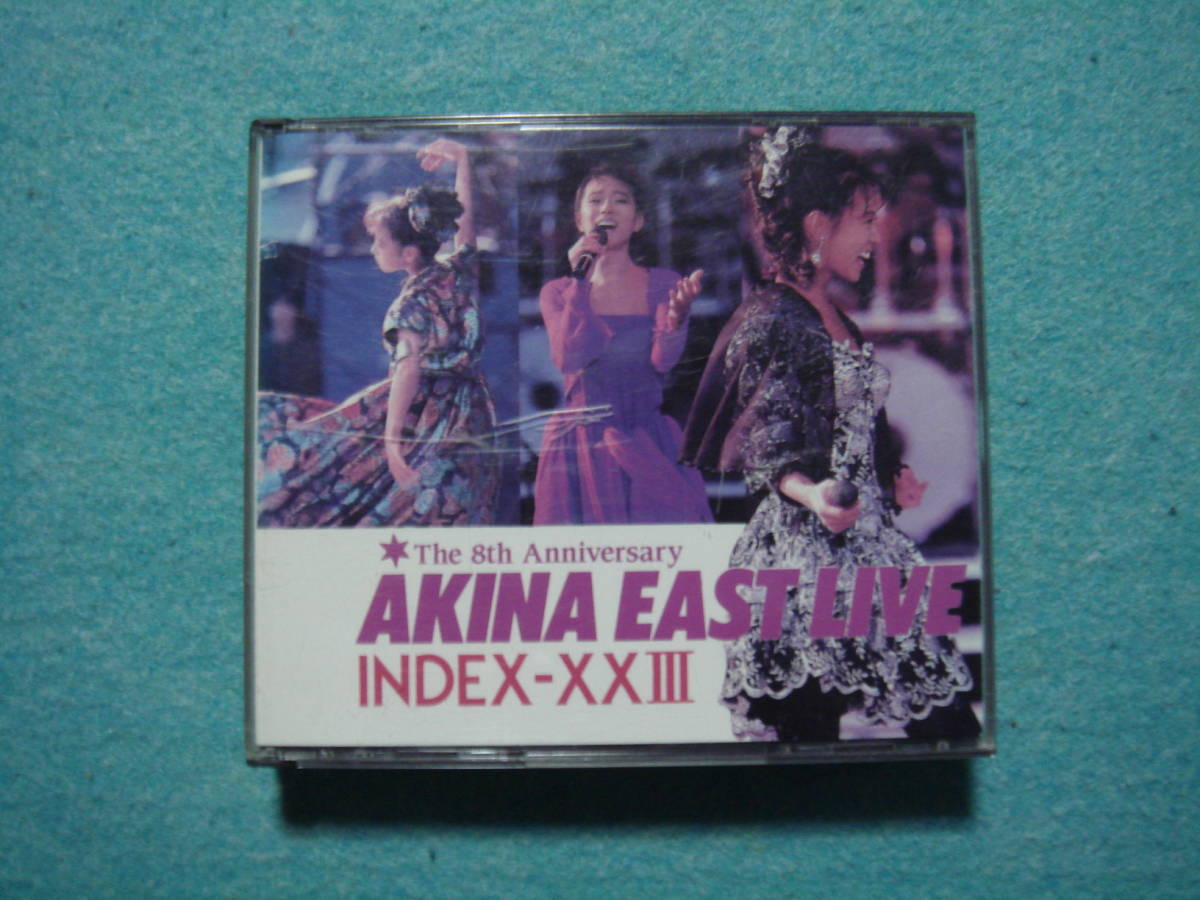 The 8th Anniversary
AKINA EAST LIVE
INDEX-XXIII